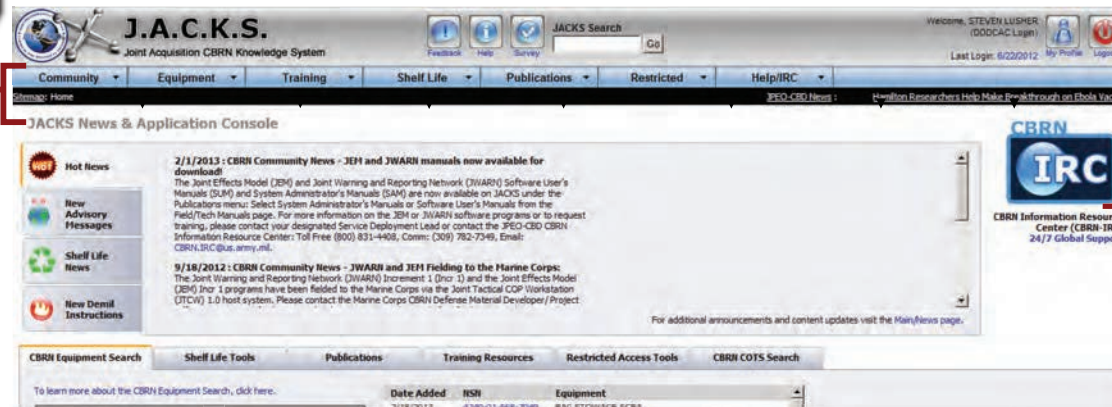 J.A.C.K.S.
Joint Acquisition CBRN Knowledge System
Feedback Help Survey
JACKS Search
Go
Welcome, STEVEN LUSHER
(DODCAC Login)
Last Login: 6/22/2012
My Profile
Community Equipment Training Shelf Life Publications Restricted Help/IRC
Sitemap: Home
JPEO-CBD News : Hamilton Researchers Help Make Breakthrough on Ebola Vac
JACKS News & Application Console
HOT Hot News
New
Advisory
Messages
Shelf Life
News
New Demil
Instructions
2/1/2013 : CBRN Community News - JEM and JWARN manuals now available for
download!
The Joint Effects Model (JEM) and Joint Warning and Reporting Network (JWARN) Software User's
Manuals (SUM) and System Administrator's Manuals (SAM) are now available on JACKS under the
Publications menu: Select System Administrator's Manuals or Software User's Manuals from the
Field/Tech Manuals page. For more information on the JEM or JWARN software programs or to request
training, please contact your designated Service Deployment Lead or contact the JPEO-CBD CBRN
Information Resource Center: Toll Free (800) 831-4408, Comm: (309) 782-7349, Email:
CBRN.IRC@us.army.mil.
9/18/2012 : CBRN Community News - JWARN and JEM Fielding to the Marine Corps:
The Joint Warning and Reporting Network (JWARN) Increment 1 (Incr 1) and the Joint Effects Model
(JEM) Incr 1 programs have been fielded to the Marine Corps via the Joint Tactical COP Workstation
(JTCW) 1.0 host system. Please contact the Marine Corps CBRN Defense Material Developer/Project
For additional announcements and content updates visit the Main/News page.
CBRN
IRC
CBRN Information Resour
Center (CBRN-IR
24/7 Global Suppo
CBRN Equipment Search Shelf Life Tools Publications Training Resources Restricted Access Tools CBRN COTS Search
To learn more about the CBRN Equipment Search, click here.
Date Added NSN Equipment